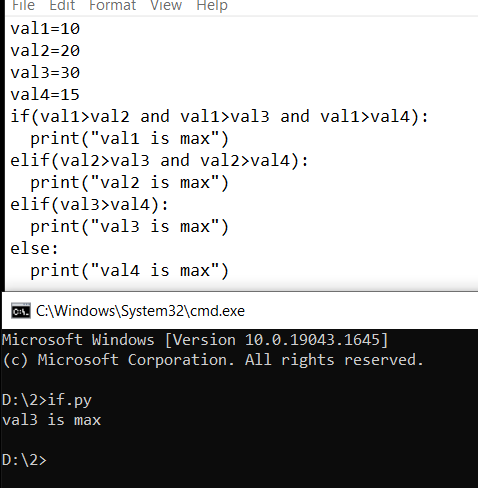 File Edit Format View Help
val1=10
val2=20
val3=30
val4=15
if(val1>val2 and val1>val3 and val1>val4):
  print("val1 is max")
elif(val2>val3 and val2>val4):
  print("val2 is max")
elif(val3>val4):
  print("val3 is max")
else:
  print("val4 is max")
C:\Windows\System32\cmd.exe
Microsoft Windows [Version 10.0.19043.1645]
(c) Microsoft Corporation. All rights reserved.
D:\2>if.py
val3 is max
D:\2>